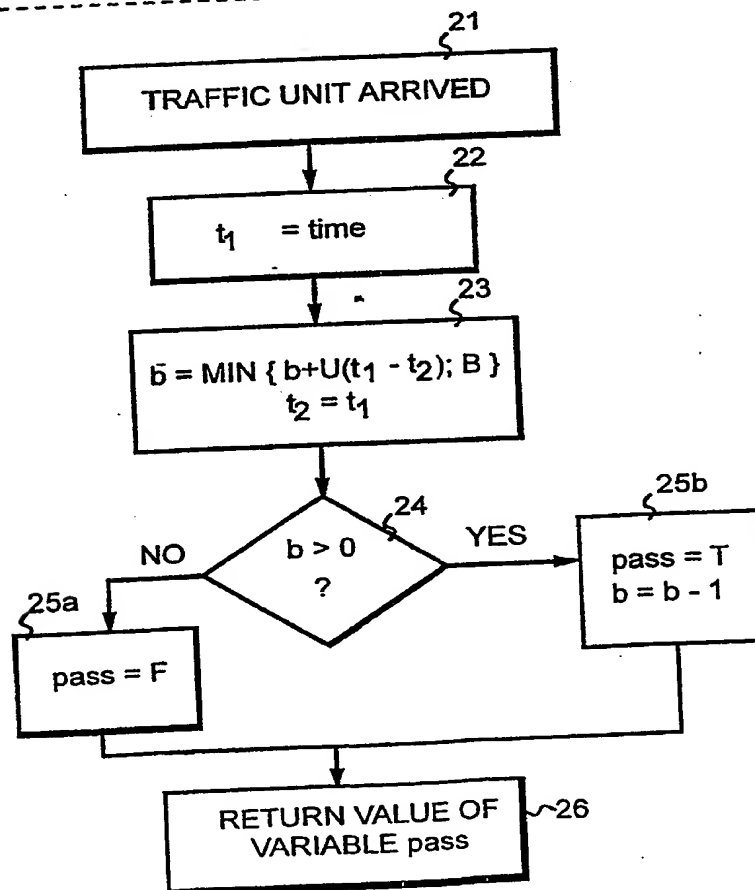 21
TRAFFIC UNIT ARRIVED
22
t1 = time
23
b = MIN { b+U(t1 - t2); B }
t2 = t1
24
b > 0
?
NO
YES
25a
pass = F
25b
pass = T
b = b - 1
RETURN VALUE OF
VARIABLE pass
26